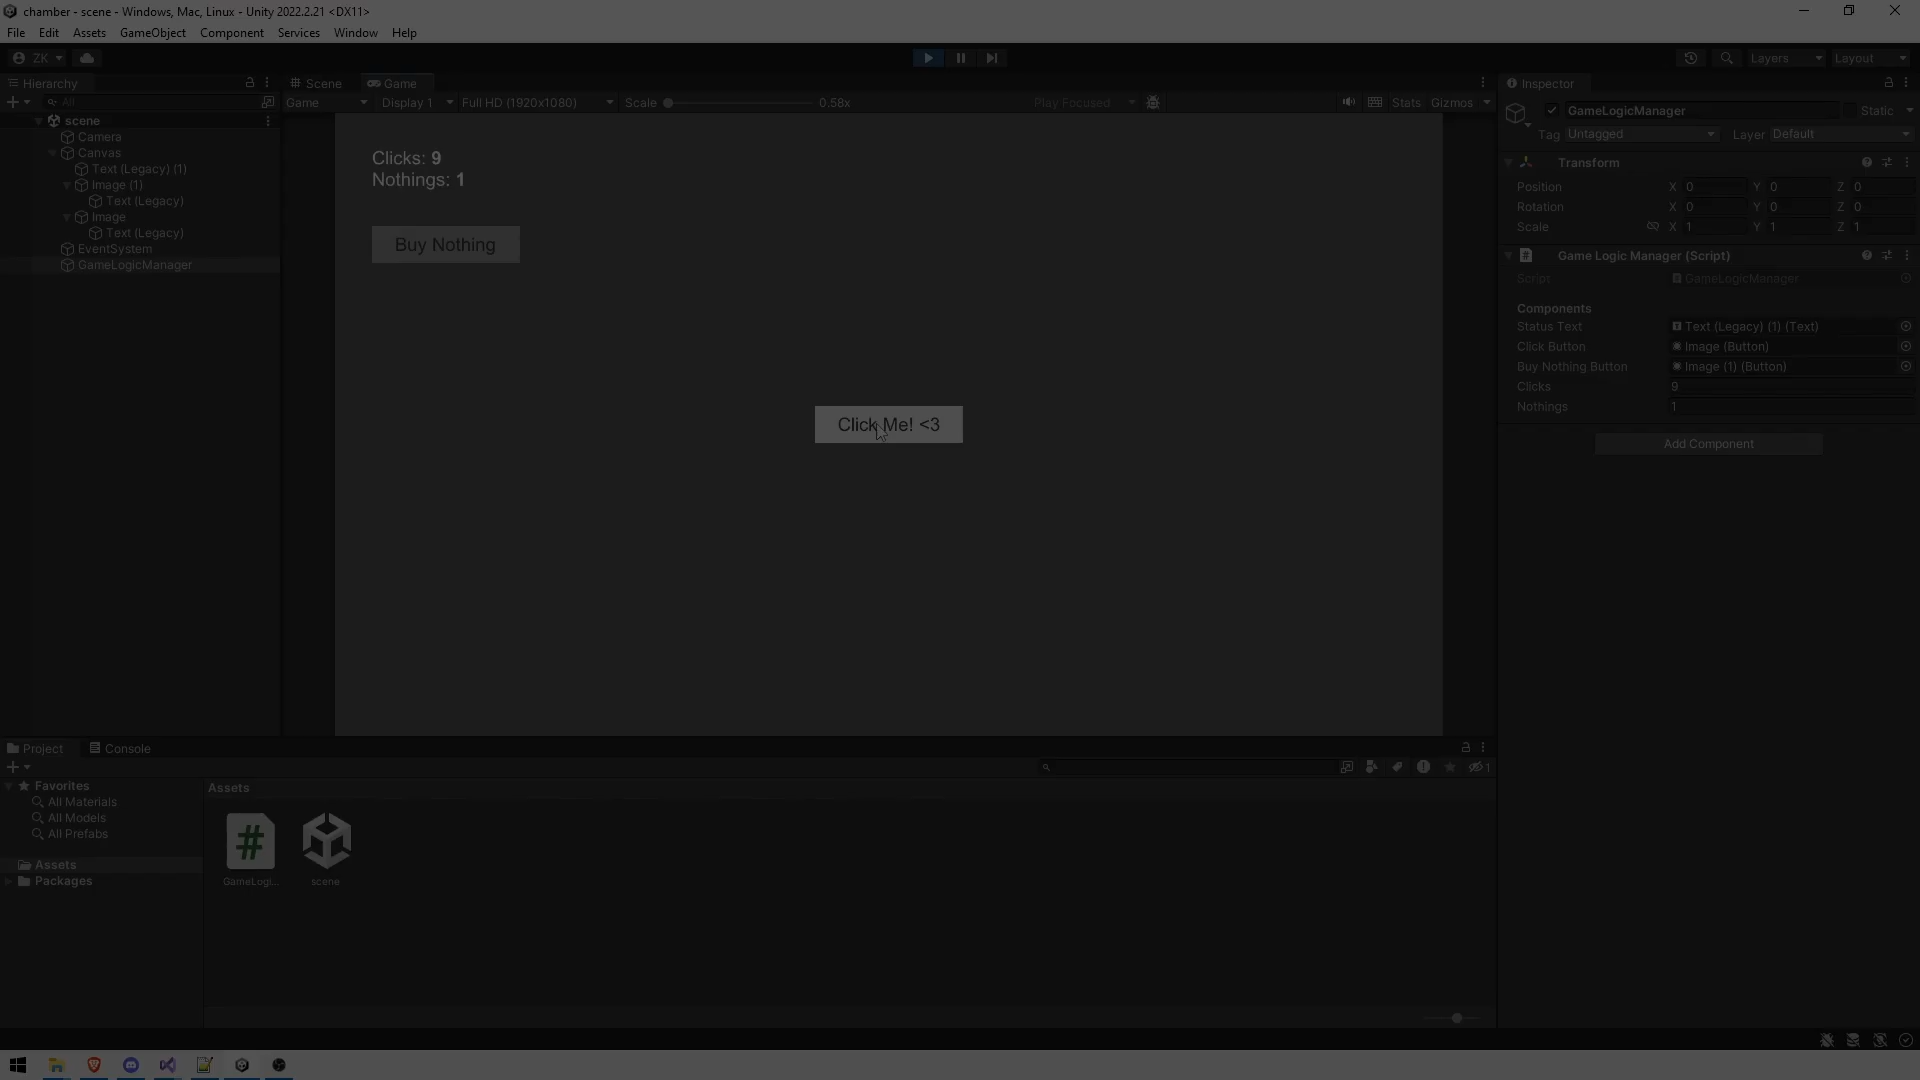 chamber - scene - Windows, Mac, Linux - Unity 2022.2.21 <DX11>
File Edit Assets GameObject Component Services Window Help
ZK
Layers
Layout
Hierarchy
All
scene
Camera
Canvas
Text (Legacy) (1)
Image (1)
Text (Legacy)
Image
Text (Legacy)
EventSystem
GameLogicManager
Scene
Game
Game
Display 1
Full HD (1920x1080)
Scale
0.58x
Play Focused
Stats
Gizmos
Clicks: 9
Nothings: 1
Buy Nothing
Click Me! <3
Inspector
GameLogicManager
Static
Tag Untagged
Layer Default
Transform
Position X 0 Y 0 Z 0
Rotation X 0 Y 0 Z 0
Scale X 1 Y 1 Z 1
# Game Logic Manager (Script)
Script GameLogicManager
Components
Status Text Text (Legacy) (1) (Text)
Click Button Image (Button)
Buy Nothing Button Image (1) (Button)
Clicks 9
Nothings 1
Add Component
Project
Console
1
Favorites
All Materials
All Models
All Prefabs
Assets
Packages
Assets
#
GameLogi...
scene